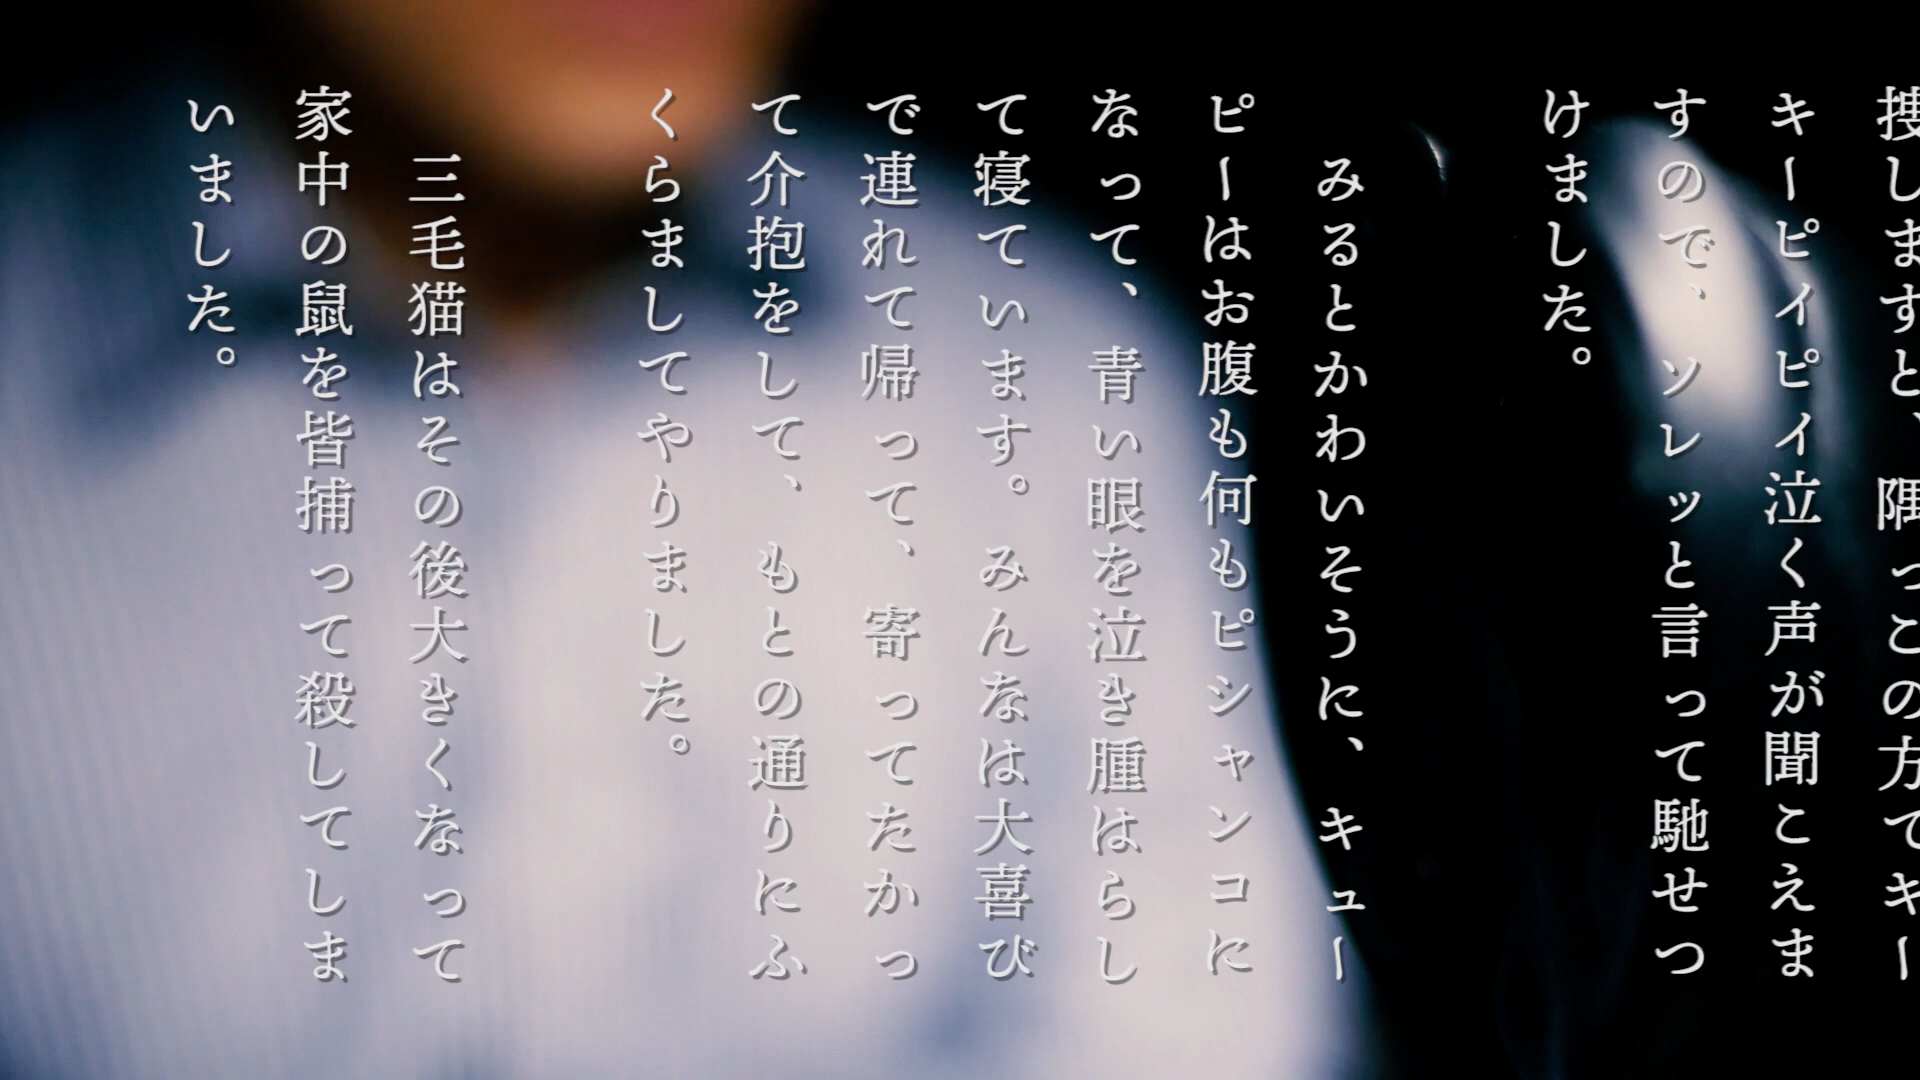 捜しますと、隅っこの方でキー
キーピイピイ泣く声が聞こえま
すので、ソレッと言って馳せつ
けました。
みるとかわいそうに、キュー
ピーはお腹も何もピシャンコに
なって、青い眼を泣き腫はらし
て寝ています。みんなは大喜び
で連れて帰って、寄ってたかっ
て介抱をして、もとの通りにふ
くらましてやりました。
三毛猫はその後大きくなって
家中の鼠を皆捕って殺してしま
いました。